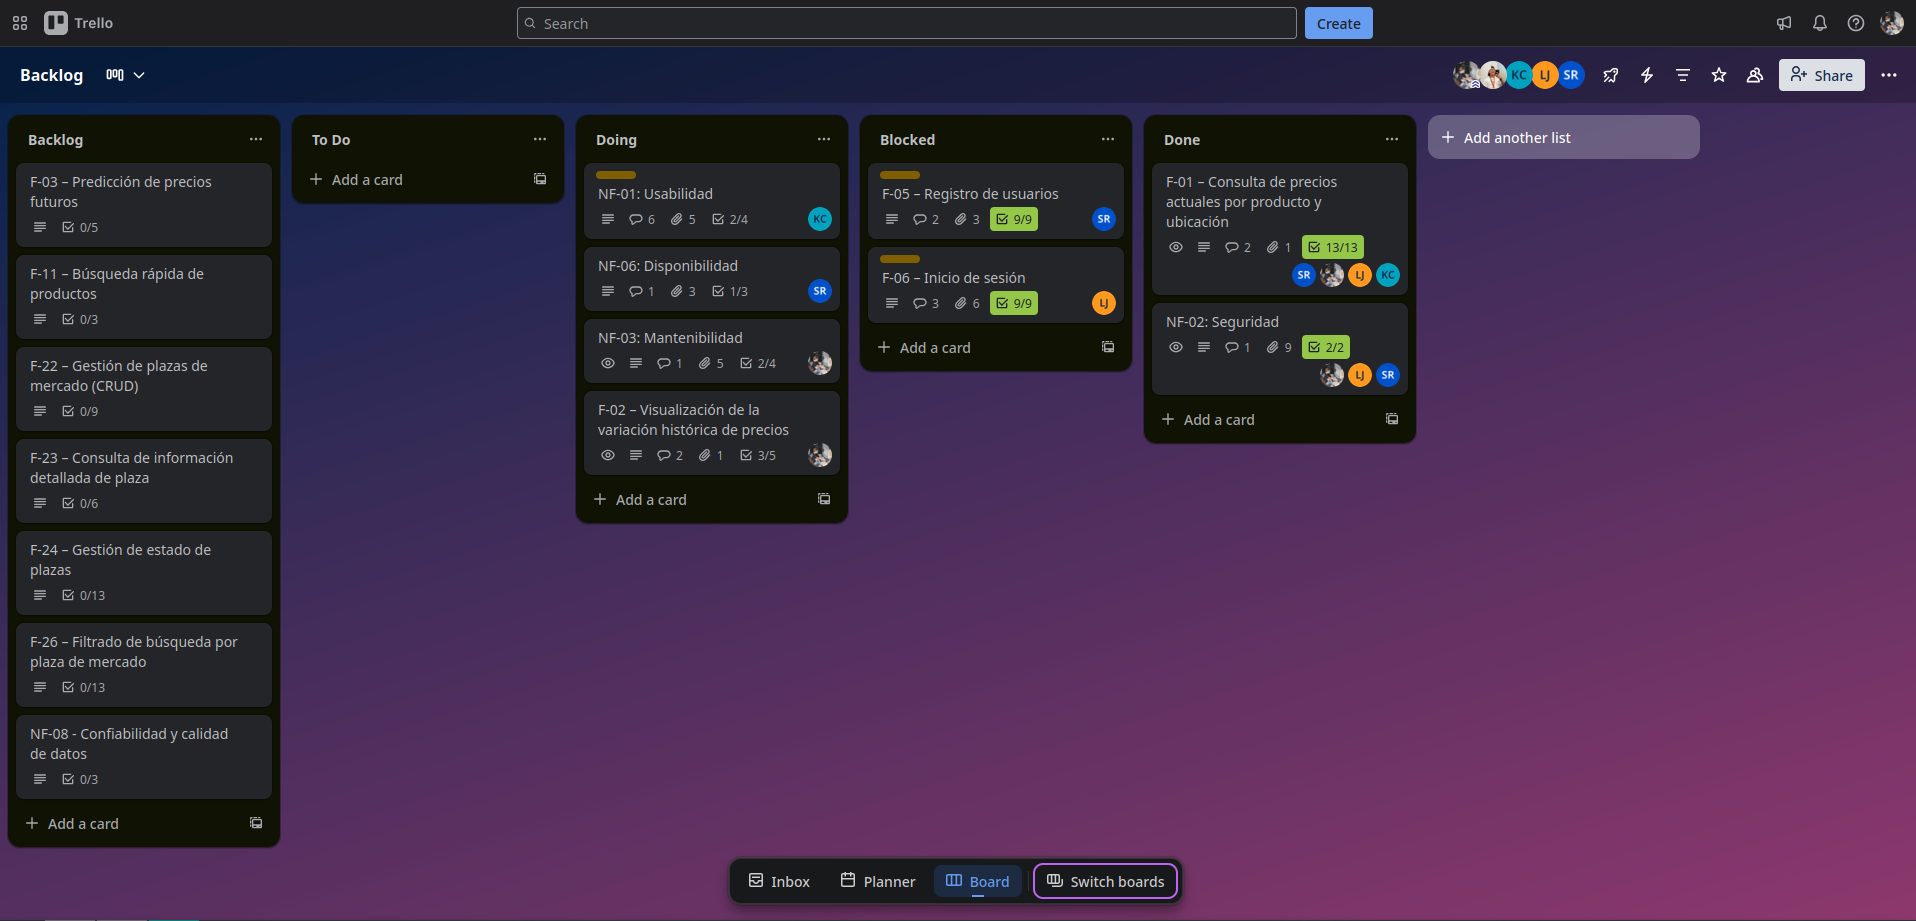 Trello
Search
Create
Backlog
KC
LJ
SR
Share
Backlog
F-03 – Predicción de precios
futuros
0/5
F-11 – Búsqueda rápida de
productos
0/3
F-22 – Gestión de plazas de
mercado (CRUD)
0/9
F-23 – Consulta de información
detallada de plaza
0/6
F-24 – Gestión de estado de
plazas
0/13
F-26 – Filtrado de búsqueda por
plaza de mercado
0/13
NF-08 - Confiabilidad y calidad
de datos
0/3
Add a card
To Do
Add a card
Doing
NF-01: Usabilidad
6 5 2/4 KC
NF-06: Disponibilidad
1 3 1/3 SR
NF-03: Mantenibilidad
1 5 2/4
F-02 – Visualización de la
variación histórica de precios
2 1 3/5
Add a card
Blocked
F-05 – Registro de usuarios
2 3 9/9 SR
F-06 – Inicio de sesión
3 6 9/9 LJ
Add a card
Done
F-01 – Consulta de precios
actuales por producto y
ubicación
2 1 13/13
SR LJ KC
NF-02: Seguridad
1 9 2/2
LJ SR
Add a card
Add another list
Inbox
Planner
Board
Switch boards